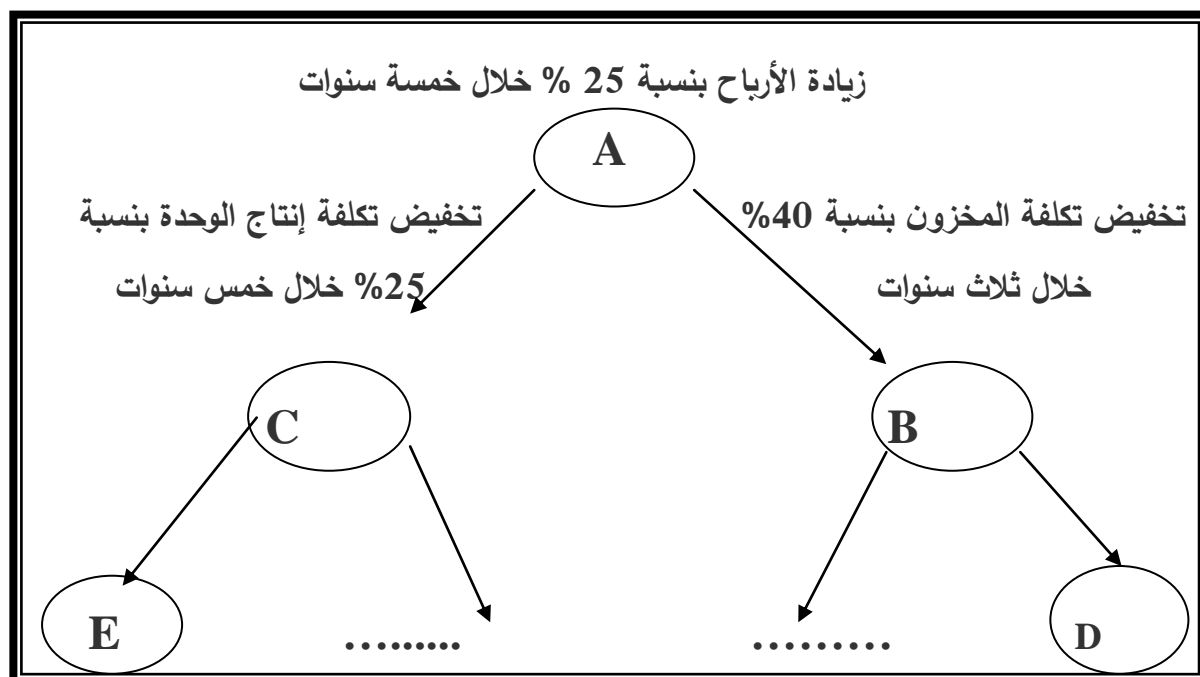 زيادة الأرباح بنسبة 25 % خلال خمسة سنوات
A
تخفيض تكلفة المخزون بنسبة 40%
خلال ثلاث سنوات
تخفيض تكلفة إنتاج الوحدة بنسبة
25% خلال خمس سنوات
B
C
D
.........
.........
E